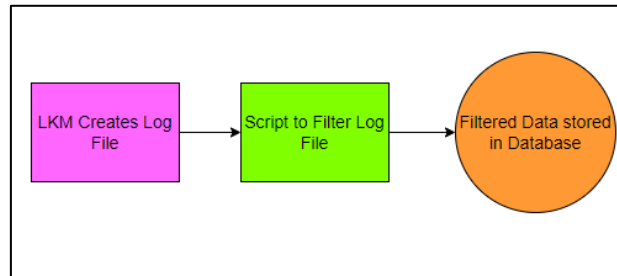 LKM Creates Log
File
Script to Filter Log
File
Filtered Data stored
in Database